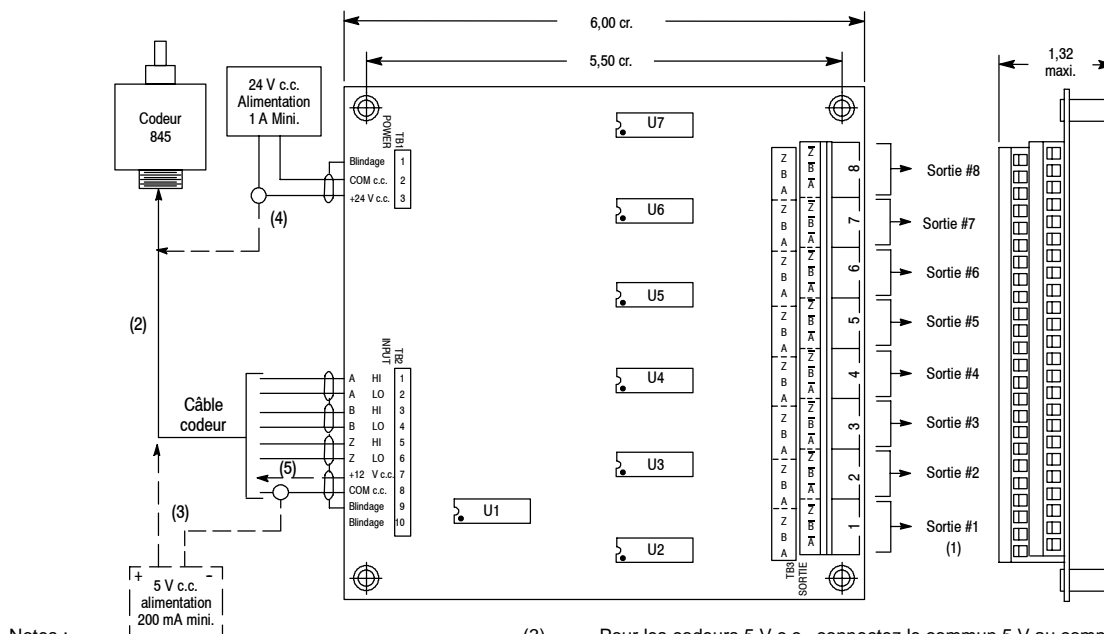 6,00 cr.
5,50 cr.
1,32
maxi.
Codeur
845
24 V c.c.
Alimentation
1 A Mini.
POWER
TB1
Blindage 1
COM c.c. 2
+24 V c.c. 3
(4)
(2)
Câble
codeur
INPUT
TB2
A HI 1
A LO 2
B HI 3
B LO 4
Z HI 5
Z LO 6
+12 V c.c. 7
COM c.c. 8
Blindage 9
Blindage 10
(5)
(3)
+ -
5 V c.c.
alimentation
200 mA mini.
U7
U6
U5
U4
U3
U1
U2
Z Z̅
B B̅ 8
A A̅
Z Z̅
B B̅ 7
A A̅
Z Z̅
B B̅ 6
A A̅
Z Z̅
B B̅ 5
A A̅
Z Z̅
B B̅ 4
A A̅
Z Z̅
B B̅ 3
A A̅
Z Z̅
B B̅ 2
A A̅
Z Z̅
B B̅ 1
A A̅
TB3
SORTIE
Sortie #8
Sortie #7
Sortie #6
Sortie #5
Sortie #4
Sortie #3
Sortie #2
Sortie #1
(1)
Notes :
(3) Pour les codeurs 5 V c.c., connectez le commun 5 V au comm